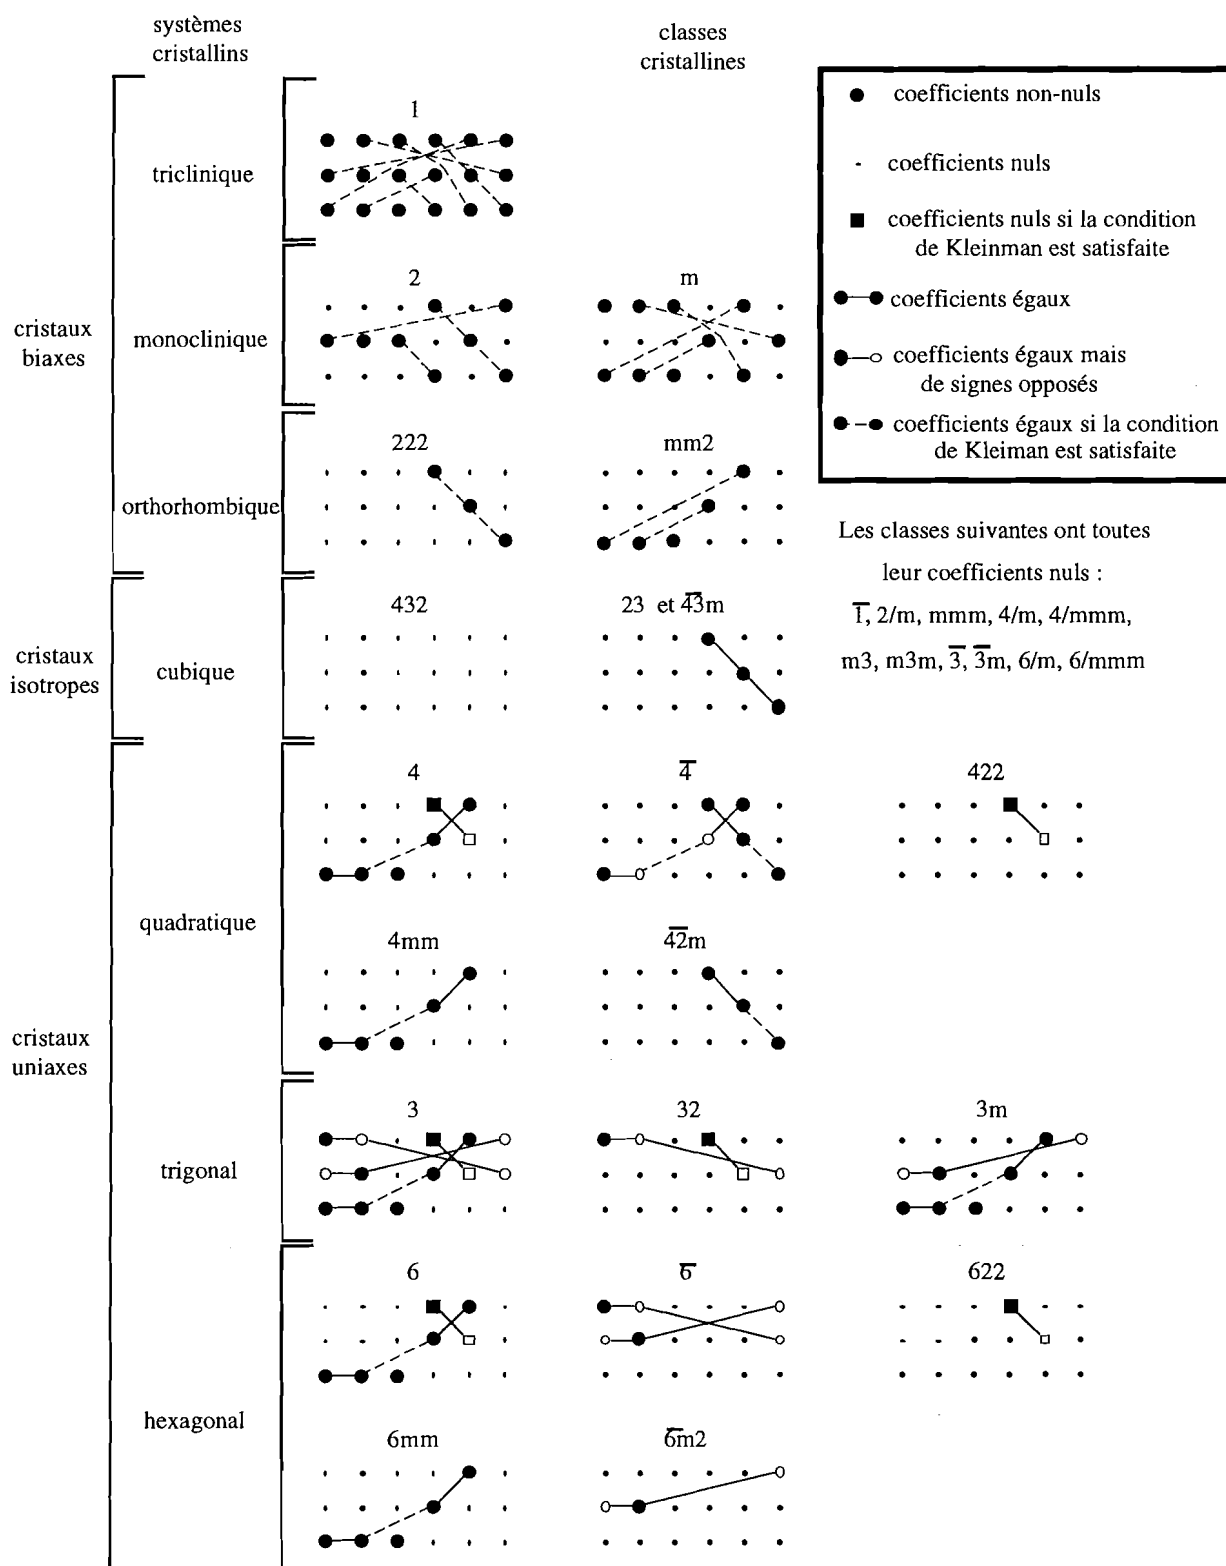 systèmes
cristallins
classes
cristallines
coefficients non-nuls
coefficients nuls
coefficients nuls si la condition
de Kleinman est satisfaite
coefficients égaux
coefficients égaux mais
de signes opposés
coefficients égaux si la condition
de Kleiman est satisfaite
Les classes suivantes ont toutes
leur coefficients nuls :
1̅, 2/m, mmm, 4/m, 4/mmm,
m3, m3m, 3̅, 3̅m, 6/m, 6/mmm
cristaux
biaxes
triclinique
1
monoclinique
2
m
orthorhombique
222
mm2
cristaux
isotropes
cubique
432
23 et 4̅3̅m
cristaux
uniaxes
quadratique
4
4̅
422
4mm
4̅2̅m
trigonal
3
32
3m
hexagonal
6
6̅
622
6mm
6̅m2